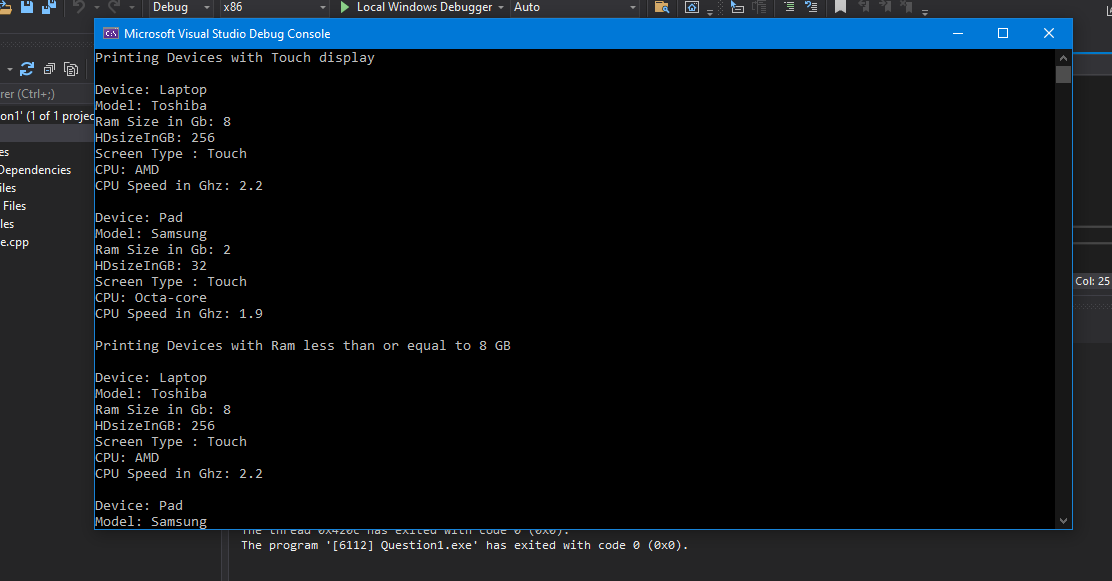 Debug x86 Local Windows Debugger Auto
Microsoft Visual Studio Debug Console
Printing Devices with Touch display
Device: Laptop
Model: Toshiba
Ram Size in Gb: 8
HDsizeInGB: 256
Screen Type : Touch
CPU: AMD
CPU Speed in Ghz: 2.2
Device: Pad
Model: Samsung
Ram Size in Gb: 2
HDsizeInGB: 32
Screen Type : Touch
CPU: Octa-core
CPU Speed in Ghz: 1.9
Printing Devices with Ram less than or equal to 8 GB
Device: Laptop
Model: Toshiba
Ram Size in Gb: 8
HDsizeInGB: 256
Screen Type : Touch
CPU: AMD
CPU Speed in Ghz: 2.2
Device: Pad
Model: Samsung
rer (Ctrl+;)
on1' (1 of 1 projec
es
Dependencies
iles
Files
les
e.cpp
Col: 25
The thread 0x420c has exited with code 0 (0x0).
The program '[6112] Question1.exe' has exited with code 0 (0x0).